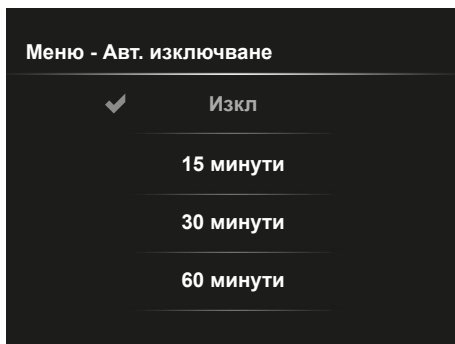 Меню - Авт. изключване
Изкл
15 минути
30 минути
60 минути